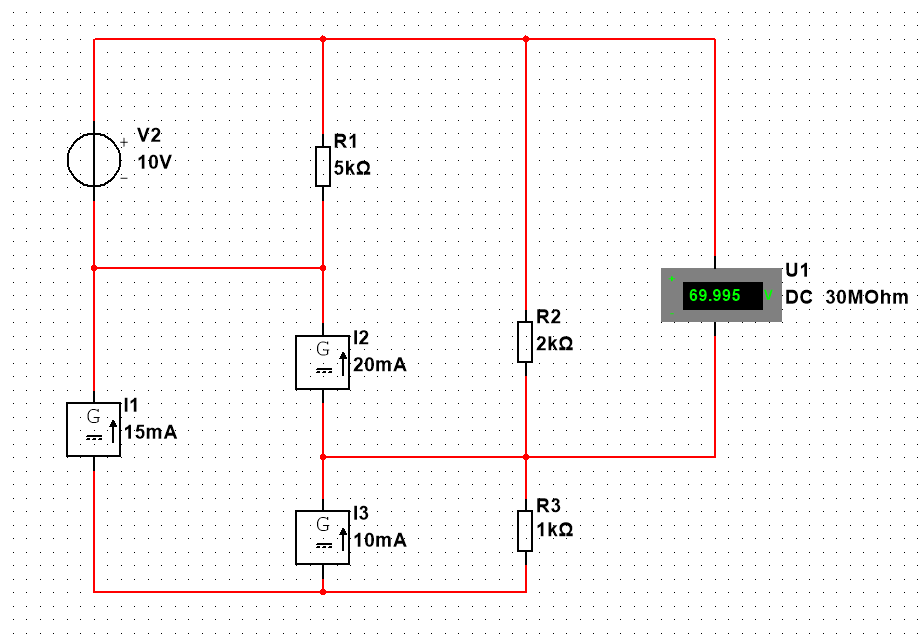 V2
10V
+
−
R1
5kΩ
U1
69.995 V
DC 30MOhm
+
R2
2kΩ
I2
G
20mA
I1
G
15mA
R3
1kΩ
I3
G
10mA